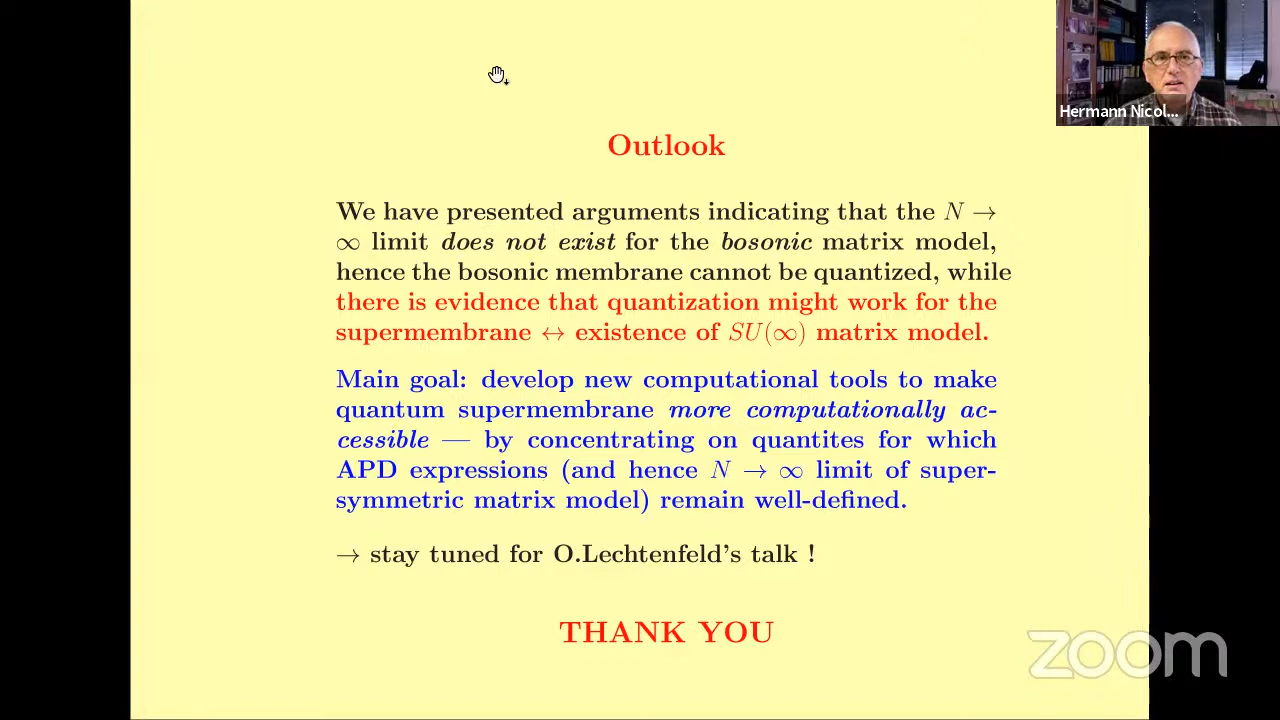 Hermann Nicol...
Outlook
We have presented arguments indicating that the N →
∞ limit does not exist for the bosonic matrix model,
hence the bosonic membrane cannot be quantized, while
there is evidence that quantization might work for the
supermembrane ↔ existence of SU(∞) matrix model.
Main goal: develop new computational tools to make
quantum supermembrane more computationally ac-
cessible — by concentrating on quantites for which
APD expressions (and hence N → ∞ limit of super-
symmetric matrix model) remain well-defined.
→ stay tuned for O.Lechtenfeld's talk !
THANK YOU
zoom